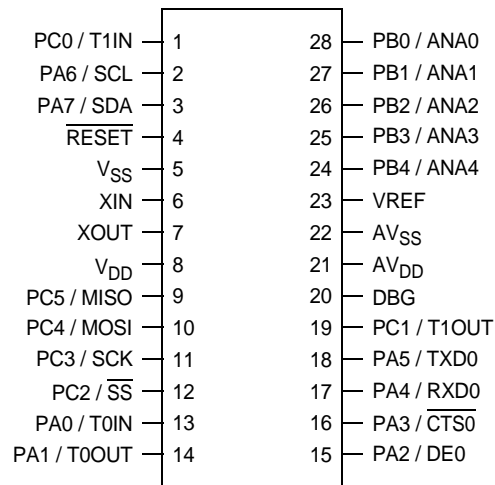 PC0 / T1IN 1 28 PB0 / ANA0
PA6 / SCL 2 27 PB1 / ANA1
PA7 / SDA 3 26 PB2 / ANA2
RESET 4 25 PB3 / ANA3
VSS 5 24 PB4 / ANA4
XIN 6 23 VREF
XOUT 7 22 AVSS
VDD 8 21 AVDD
PC5 / MISO 9 20 DBG
PC4 / MOSI 10 19 PC1 / T1OUT
PC3 / SCK 11 18 PA5 / TXD0
PC2 / SS 12 17 PA4 / RXD0
PA0 / T0IN 13 16 PA3 / CTS0
PA1 / T0OUT 14 15 PA2 / DE0